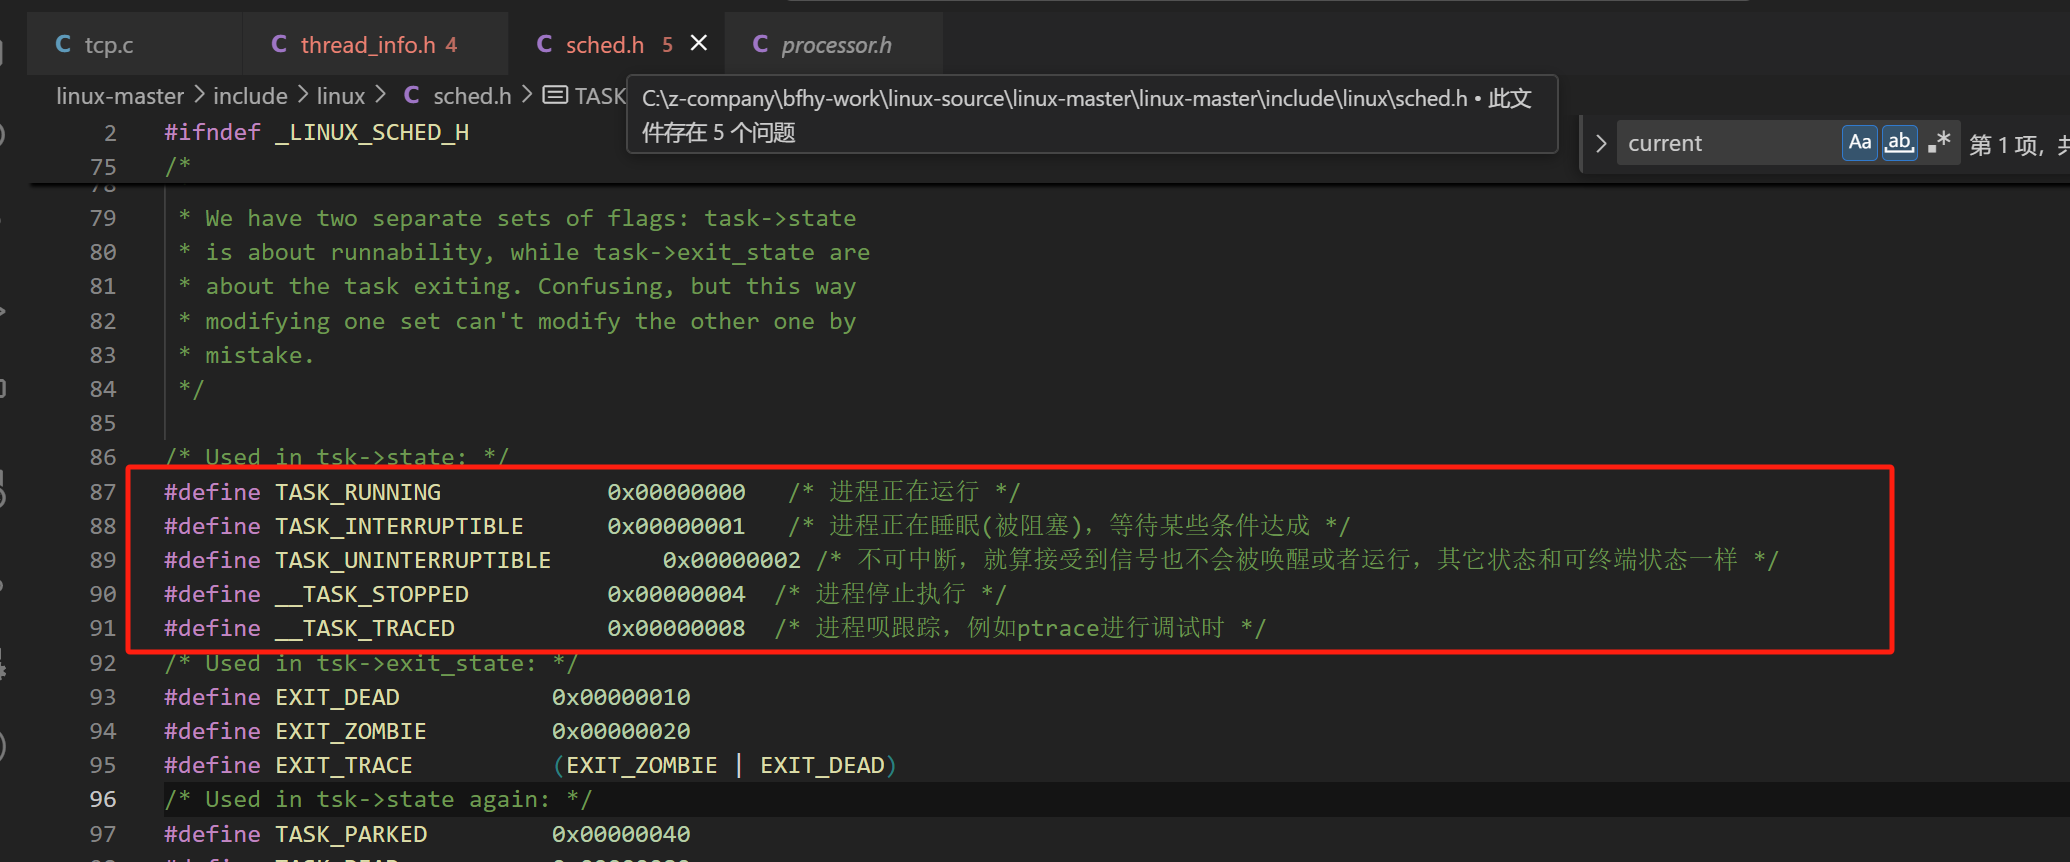 tcp.c
thread_info.h 4
sched.h 5
processor.h
linux-master > include > linux > C sched.h > TASK
C:\z-company\bfhy-work\linux-source\linux-master\linux-master\include\linux\sched.h • 此文
件存在 5 个问题
current
Aa
ab
.*
第 1 项,
2 #ifndef _LINUX_SCHED_H
75 /*
79 * We have two separate sets of flags: task->state
80 * is about runnability, while task->exit_state are
81 * about the task exiting. Confusing, but this way
82 * modifying one set can't modify the other one by
83 * mistake.
84 */
85
86 /* Used in tsk->state: */
87 #define TASK_RUNNING 0x00000000 /* 进程正在运行 */
88 #define TASK_INTERRUPTIBLE 0x00000001 /* 进程正在睡眠(被阻塞), 等待某些条件达成 */
89 #define TASK_UNINTERRUPTIBLE 0x00000002 /* 不可中断, 就算接受到信号也不会被唤醒或者运行, 其它状态和可终端状态一样 */
90 #define __TASK_STOPPED 0x00000004 /* 进程停止执行 */
91 #define __TASK_TRACED 0x00000008 /* 进程呗跟踪, 例如ptrace进行调试时 */
92 /* Used in tsk->exit_state: */
93 #define EXIT_DEAD 0x00000010
94 #define EXIT_ZOMBIE 0x00000020
95 #define EXIT_TRACE (EXIT_ZOMBIE | EXIT_DEAD)
96 /* Used in tsk->state again: */
97 #define TASK_PARKED 0x00000040